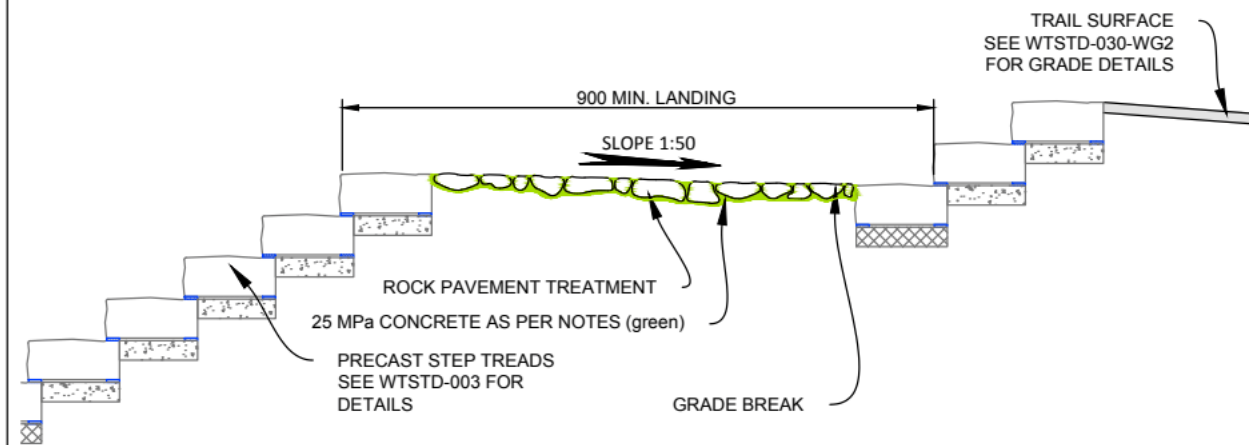 TRAIL SURFACE
SEE WTSTD-030-WG2
FOR GRADE DETAILS
900 MIN. LANDING
SLOPE 1:50
ROCK PAVEMENT TREATMENT
25 MPa CONCRETE AS PER NOTES (green)
PRECAST STEP TREADS
SEE WTSTD-003 FOR
DETAILS
GRADE BREAK